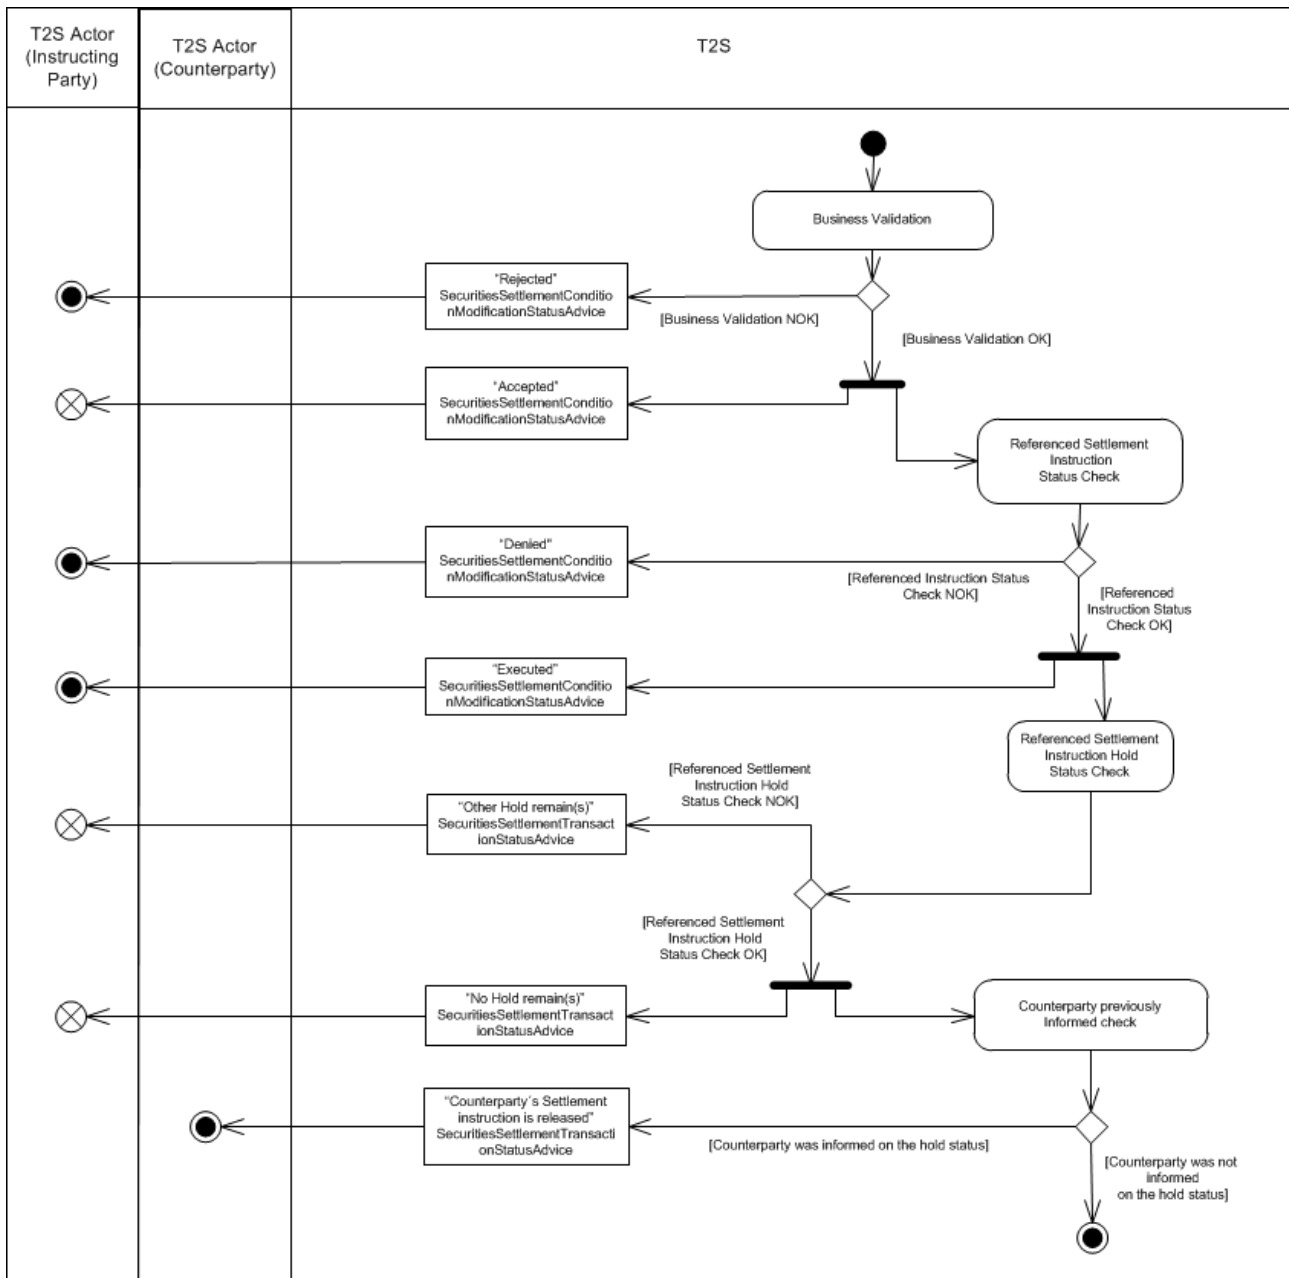 T2S Actor
(Instructing
Party)
T2S Actor
(Counterparty)
T2S
Business Validation
“Rejected”
SecuritiesSettlementConditio
nModificationStatusAdvice
[Business Validation NOK]
[Business Validation OK]
“Accepted”
SecuritiesSettlementConditio
nModificationStatusAdvice
Referenced Settlement
Instruction
Status Check
“Denied”
SecuritiesSettlementConditio
nModificationStatusAdvice
[Referenced Instruction Status
Check NOK]
[Referenced
Instruction Status
Check OK]
“Executed”
SecuritiesSettlementConditio
nModificationStatusAdvice
Referenced Settlement
Instruction Hold
Status Check
[Referenced Settlement
Instruction Hold
Status Check NOK]
“Other Hold remain(s)”
SecuritiesSettlementTransact
ionStatusAdvice
[Referenced Settlement
Instruction Hold
Status Check OK]
“No Hold remain(s)”
SecuritiesSettlementTransact
ionStatusAdvice
Counterparty previously
Informed check
“Counterparty´s Settlement
instruction is released”
SecuritiesSettlementTransacti
onStatusAdvice
[Counterparty was informed on the hold status]
[Counterparty was not
informed
on the hold status]